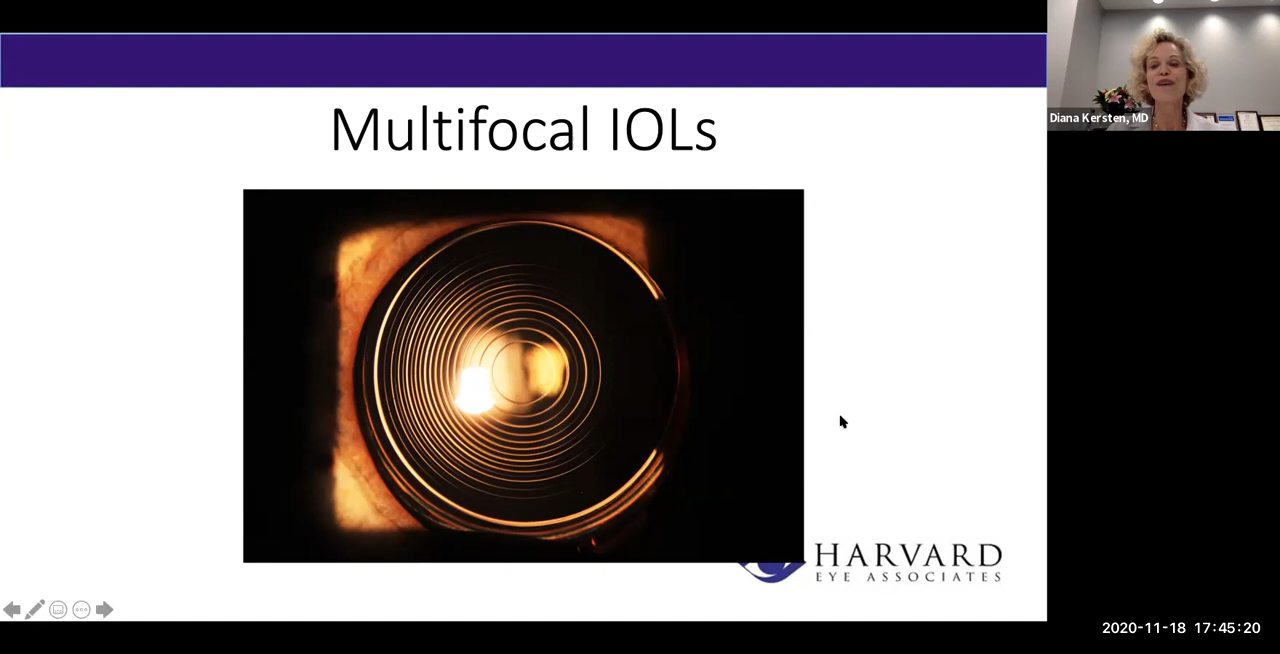 Multifocal IOLs
Diana Kersten, MD
HARVARD
EYE ASSOCIATES
2020-11-18 17:45:20